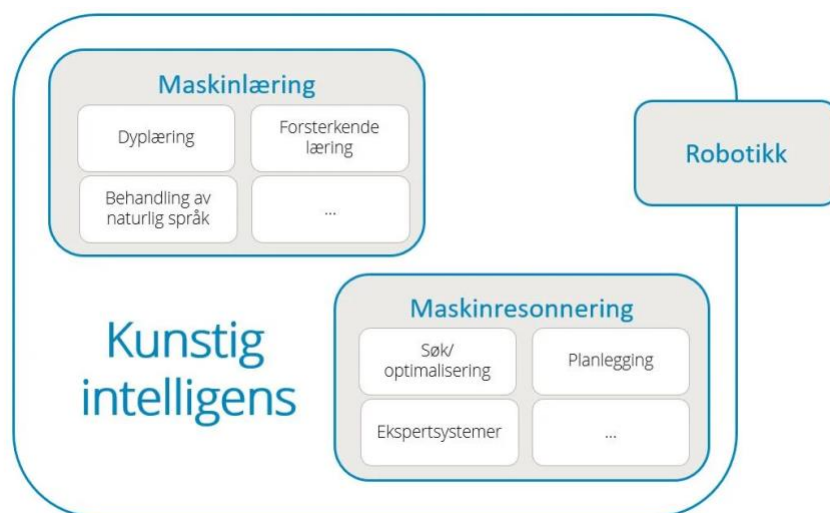 Maskinlæring
Dyplæring
Forsterkende
læring
Behandling av
naturlig språk
...
Robotikk
Kunstig
intelligens
Maskinresonnering
Søk/
optimalisering
Planlegging
Ekspertsystemer
...